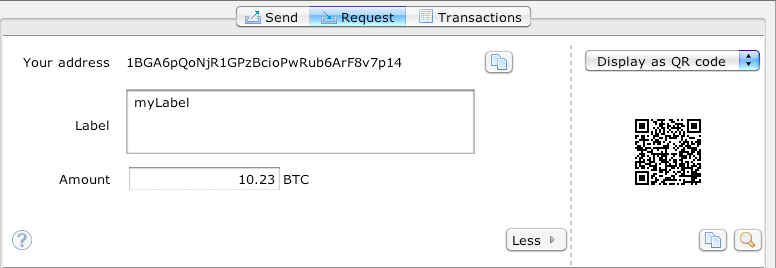 Send Request Transactions
Your address 1BGA6pQoNjR1GPzBcioPwRub6ArF8v7p14
Display as QR code
Label myLabel
Amount 10.23 BTC
? Less